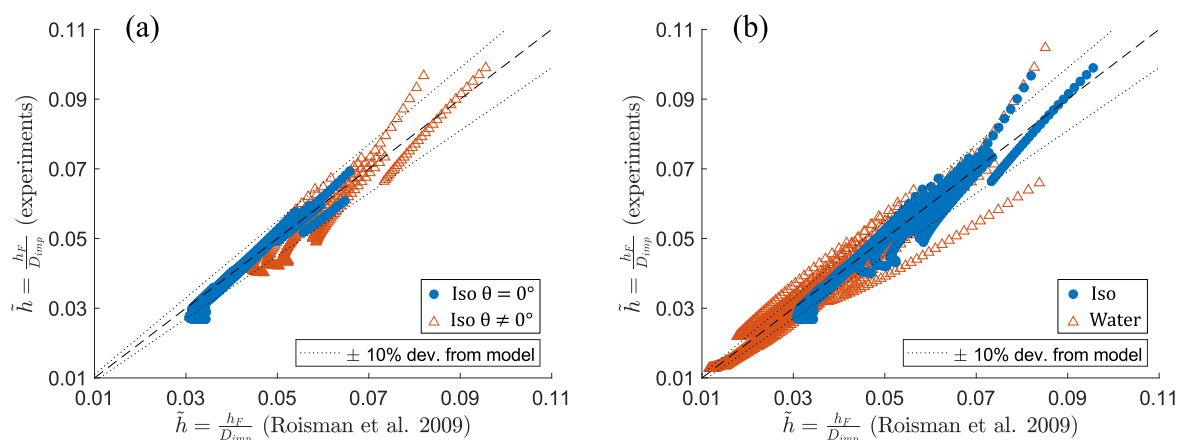 (a)
0.11
0.09
0.07
0.05
0.03
0.01
h̃ = h_F/D_imp (experiments)
Iso θ = 0°
Iso θ ≠ 0°
± 10% dev. from model
0.01 0.03 0.05 0.07 0.09 0.11
h̃ = h_F/D_imp (Roisman et al. 2009)
(b)
0.11
0.09
0.07
0.05
0.03
0.01
h̃ = h_F/D_imp (experiments)
Iso
Water
± 10% dev. from model
0.01 0.03 0.05 0.07 0.09 0.11
h̃ = h_F/D_imp (Roisman et al. 2009)